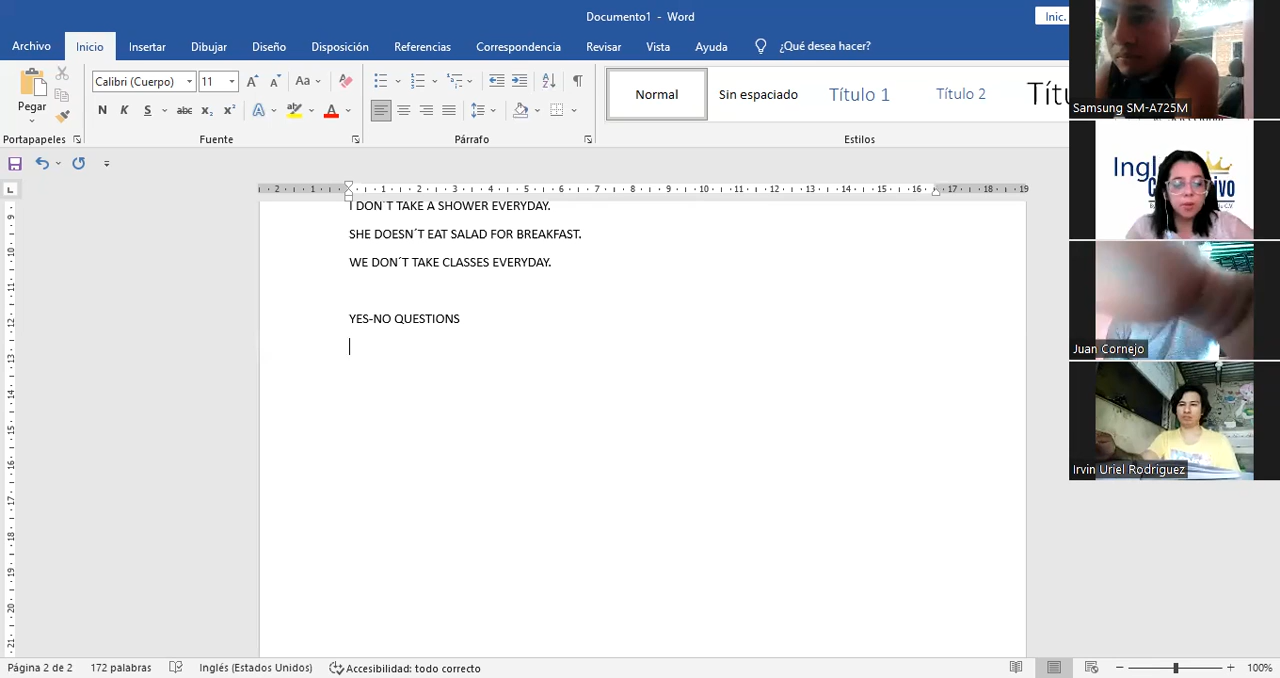 Documento1 - Word
Inic.
Archivo Inicio Insertar Dibujar Diseño Disposición Referencias Correspondencia Revisar Vista Ayuda ¿Qué desea hacer?
Pegar
Calibri (Cuerpo) 11
Normal Sin espaciado Título 1 Título 2 Títu
Portapapeles Fuente Párrafo Estilos
I DON´T TAKE A SHOWER EVERYDAY.
SHE DOESN´T EAT SALAD FOR BREAKFAST.
WE DON´T TAKE CLASSES EVERYDAY.
YES-NO QUESTIONS
Samsung SM-A725M
Juan Cornejo
Irvin Uriel Rodriguez
Página 2 de 2 172 palabras Inglés (Estados Unidos) Accesibilidad: todo correcto 100%